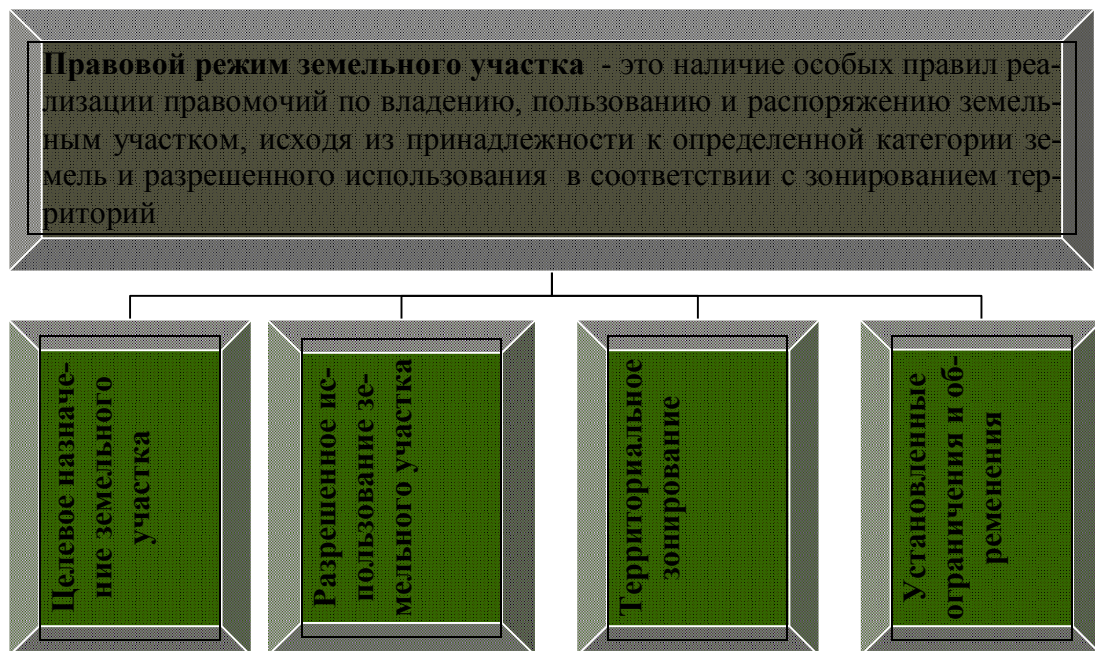 Правовой режим земельного участка - это наличие особых правил реа-
лизации правомочий по владению, пользованию и распоряжению земель-
ным участком, исходя из принадлежности к определенной категории зе-
мель и разрешенного использования в соответствии с зонированием тер-
риторий
Целевое назначе-
ние земельного
участка
Разрешенное ис-
пользование зе-
мельного участка
Территориальное
зонирование
Установленные
ограничения и об-
ременения